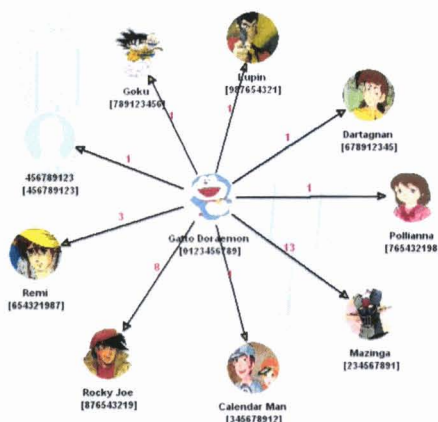 Goku
[789123456]
Lupin
[987654321]
Dartagnan
[678912345]
1
1
1
456789123
[456789123]
1
1
Pollianna
[765432198
Gatto Doraemon
[0123456789]
3
13
Remi
[654321987]
8
1
Mazinga
[234567891]
Rocky Joe
[876543219]
Calendar Man
[345678912]